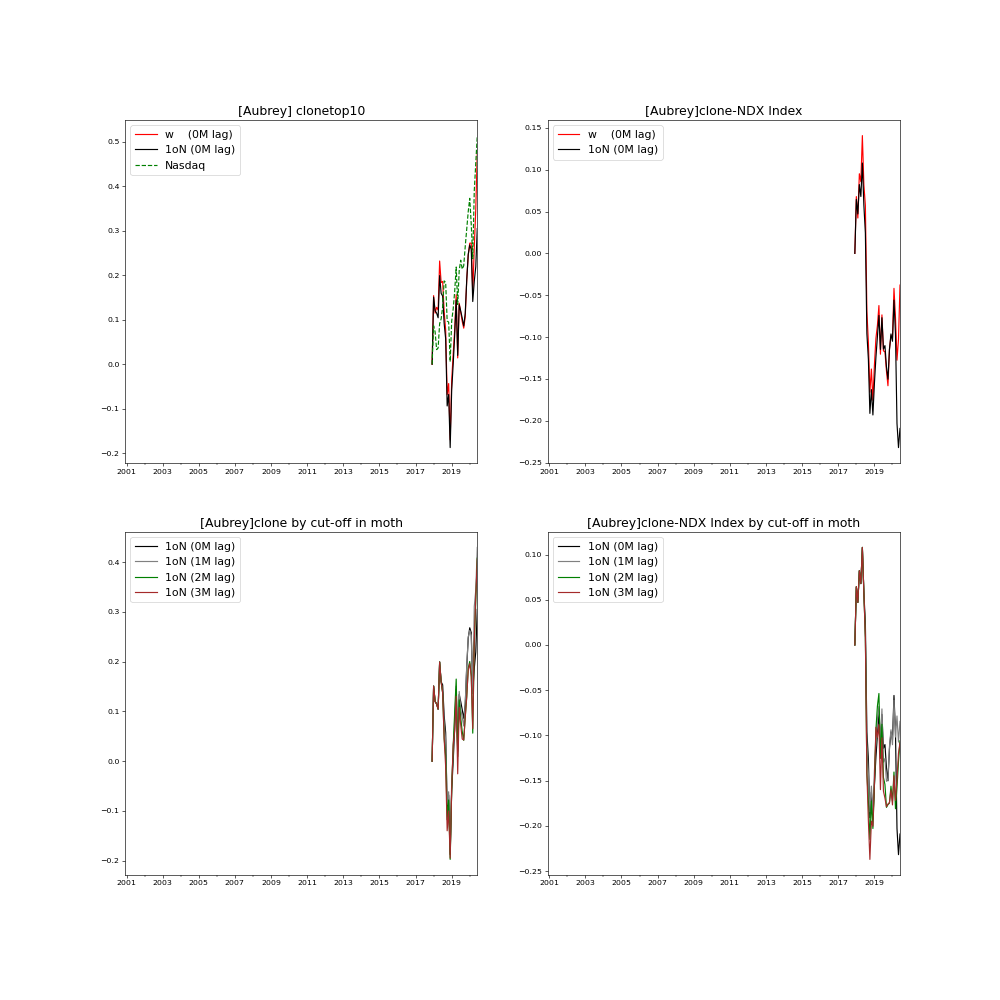 [Aubrey] clonetop10
w    (0M lag)
1oN (0M lag)
Nasdaq
0.5
0.4
0.3
0.2
0.1
0.0
−0.1
−0.2
2001 2003 2005 2007 2009 2011 2013 2015 2017 2019
[Aubrey]clone-NDX Index
w    (0M lag)
1oN (0M lag)
0.15
0.10
0.05
0.00
−0.05
−0.10
−0.15
−0.20
−0.25
2001 2003 2005 2007 2009 2011 2013 2015 2017 2019
[Aubrey]clone by cut-off in moth
1oN (0M lag)
1oN (1M lag)
1oN (2M lag)
1oN (3M lag)
0.4
0.3
0.2
0.1
0.0
−0.1
−0.2
2001 2003 2005 2007 2009 2011 2013 2015 2017 2019
[Aubrey]clone-NDX Index by cut-off in moth
1oN (0M lag)
1oN (1M lag)
1oN (2M lag)
1oN (3M lag)
0.10
0.05
0.00
−0.05
−0.10
−0.15
−0.20
−0.25
2001 2003 2005 2007 2009 2011 2013 2015 2017 2019